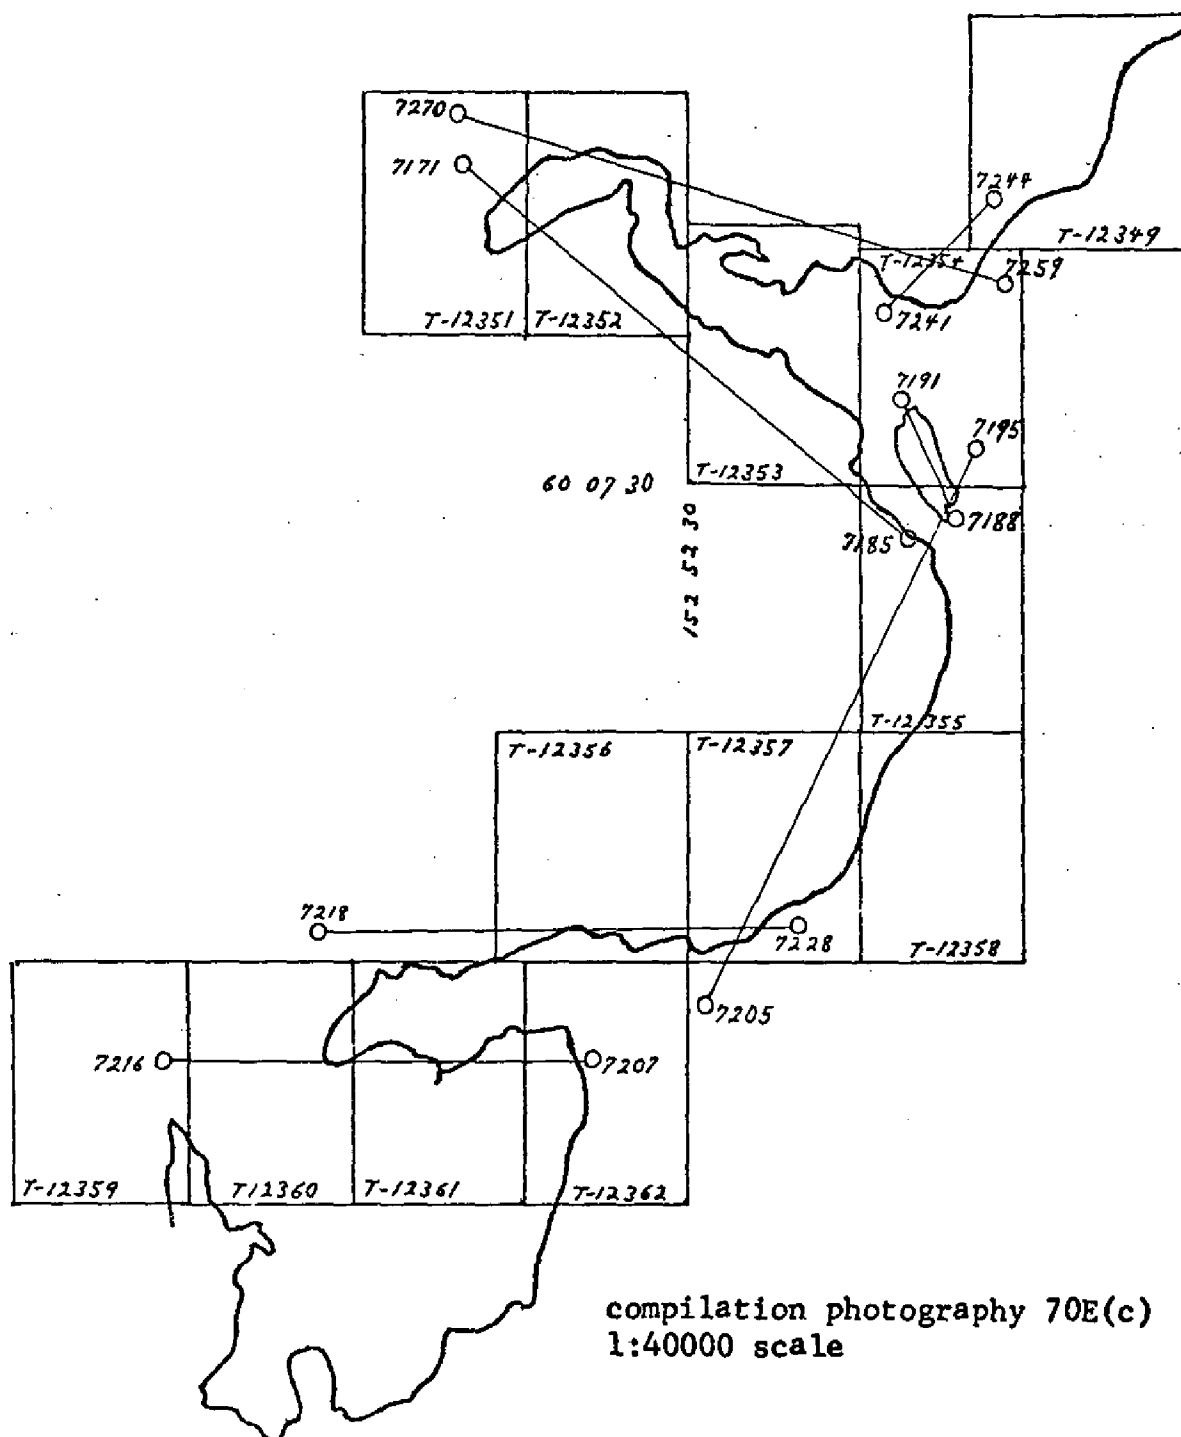 7270
7171
7244
T-12349
T-12354
7259
7241
T-12351
T-12352
7191
7195
T-12353
60 07 30
152 52 30
7188
7185
T-12355
T-12356
T-12357
7218
7228
T-12358
7205
7216
7207
T-12359
T12360
T-12361
T-12362
compilation photography 70E(c)
1:40000 scale